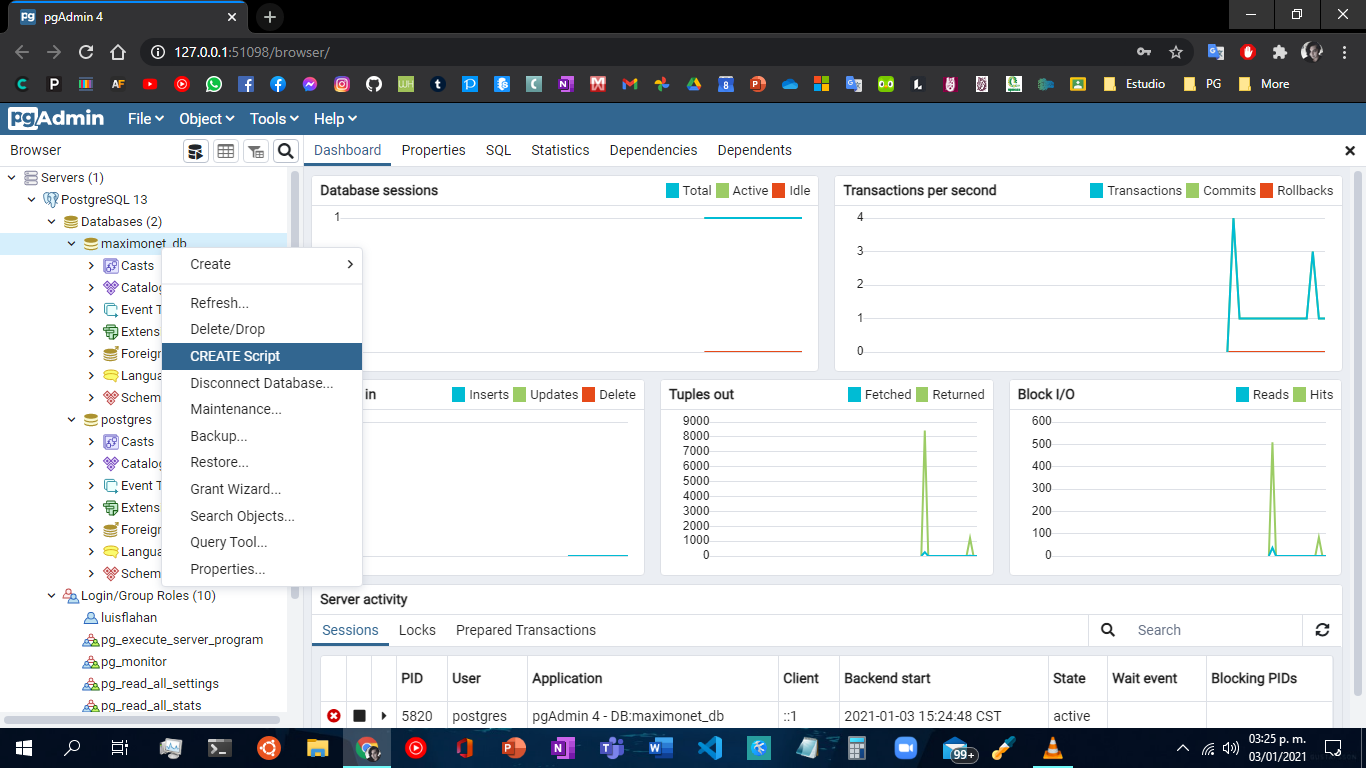 pgAdmin 4
127.0.0.1:51098/browser/
Estudio
PG
More
pgAdmin
File
Object
Tools
Help
Browser
Dashboard
Properties
SQL
Statistics
Dependencies
Dependents
Servers (1)
PostgreSQL 13
Databases (2)
maximonet_db
Casts
Catalog
Event T
Extens
Foreign
Langua
Schem
postgres
Casts
Catalog
Event T
Extens
Foreign
Langua
Schem
Login/Group Roles (10)
luisflahan
pg_execute_server_program
pg_monitor
pg_read_all_settings
pg_read_all_stats
Create
Refresh...
Delete/Drop
CREATE Script
Disconnect Database...
Maintenance...
Backup...
Restore...
Grant Wizard...
Search Objects...
Query Tool...
Properties...
Database sessions
Total
Active
Idle
1
Transactions per second
Transactions
Commits
Rollbacks
4
3
2
1
0
in
Inserts
Updates
Delete
Tuples out
Fetched
Returned
9000
8000
7000
6000
5000
4000
3000
2000
1000
0
Block I/O
Reads
Hits
600
500
400
300
200
100
0
Server activity
Sessions
Locks
Prepared Transactions
Search
PID User Application Client Backend start State Wait event Blocking PIDs
5820 postgres pgAdmin 4 - DB:maximonet_db ::1 2021-01-03 15:24:48 CST active
99+
03:25 p. m.
03/01/2021